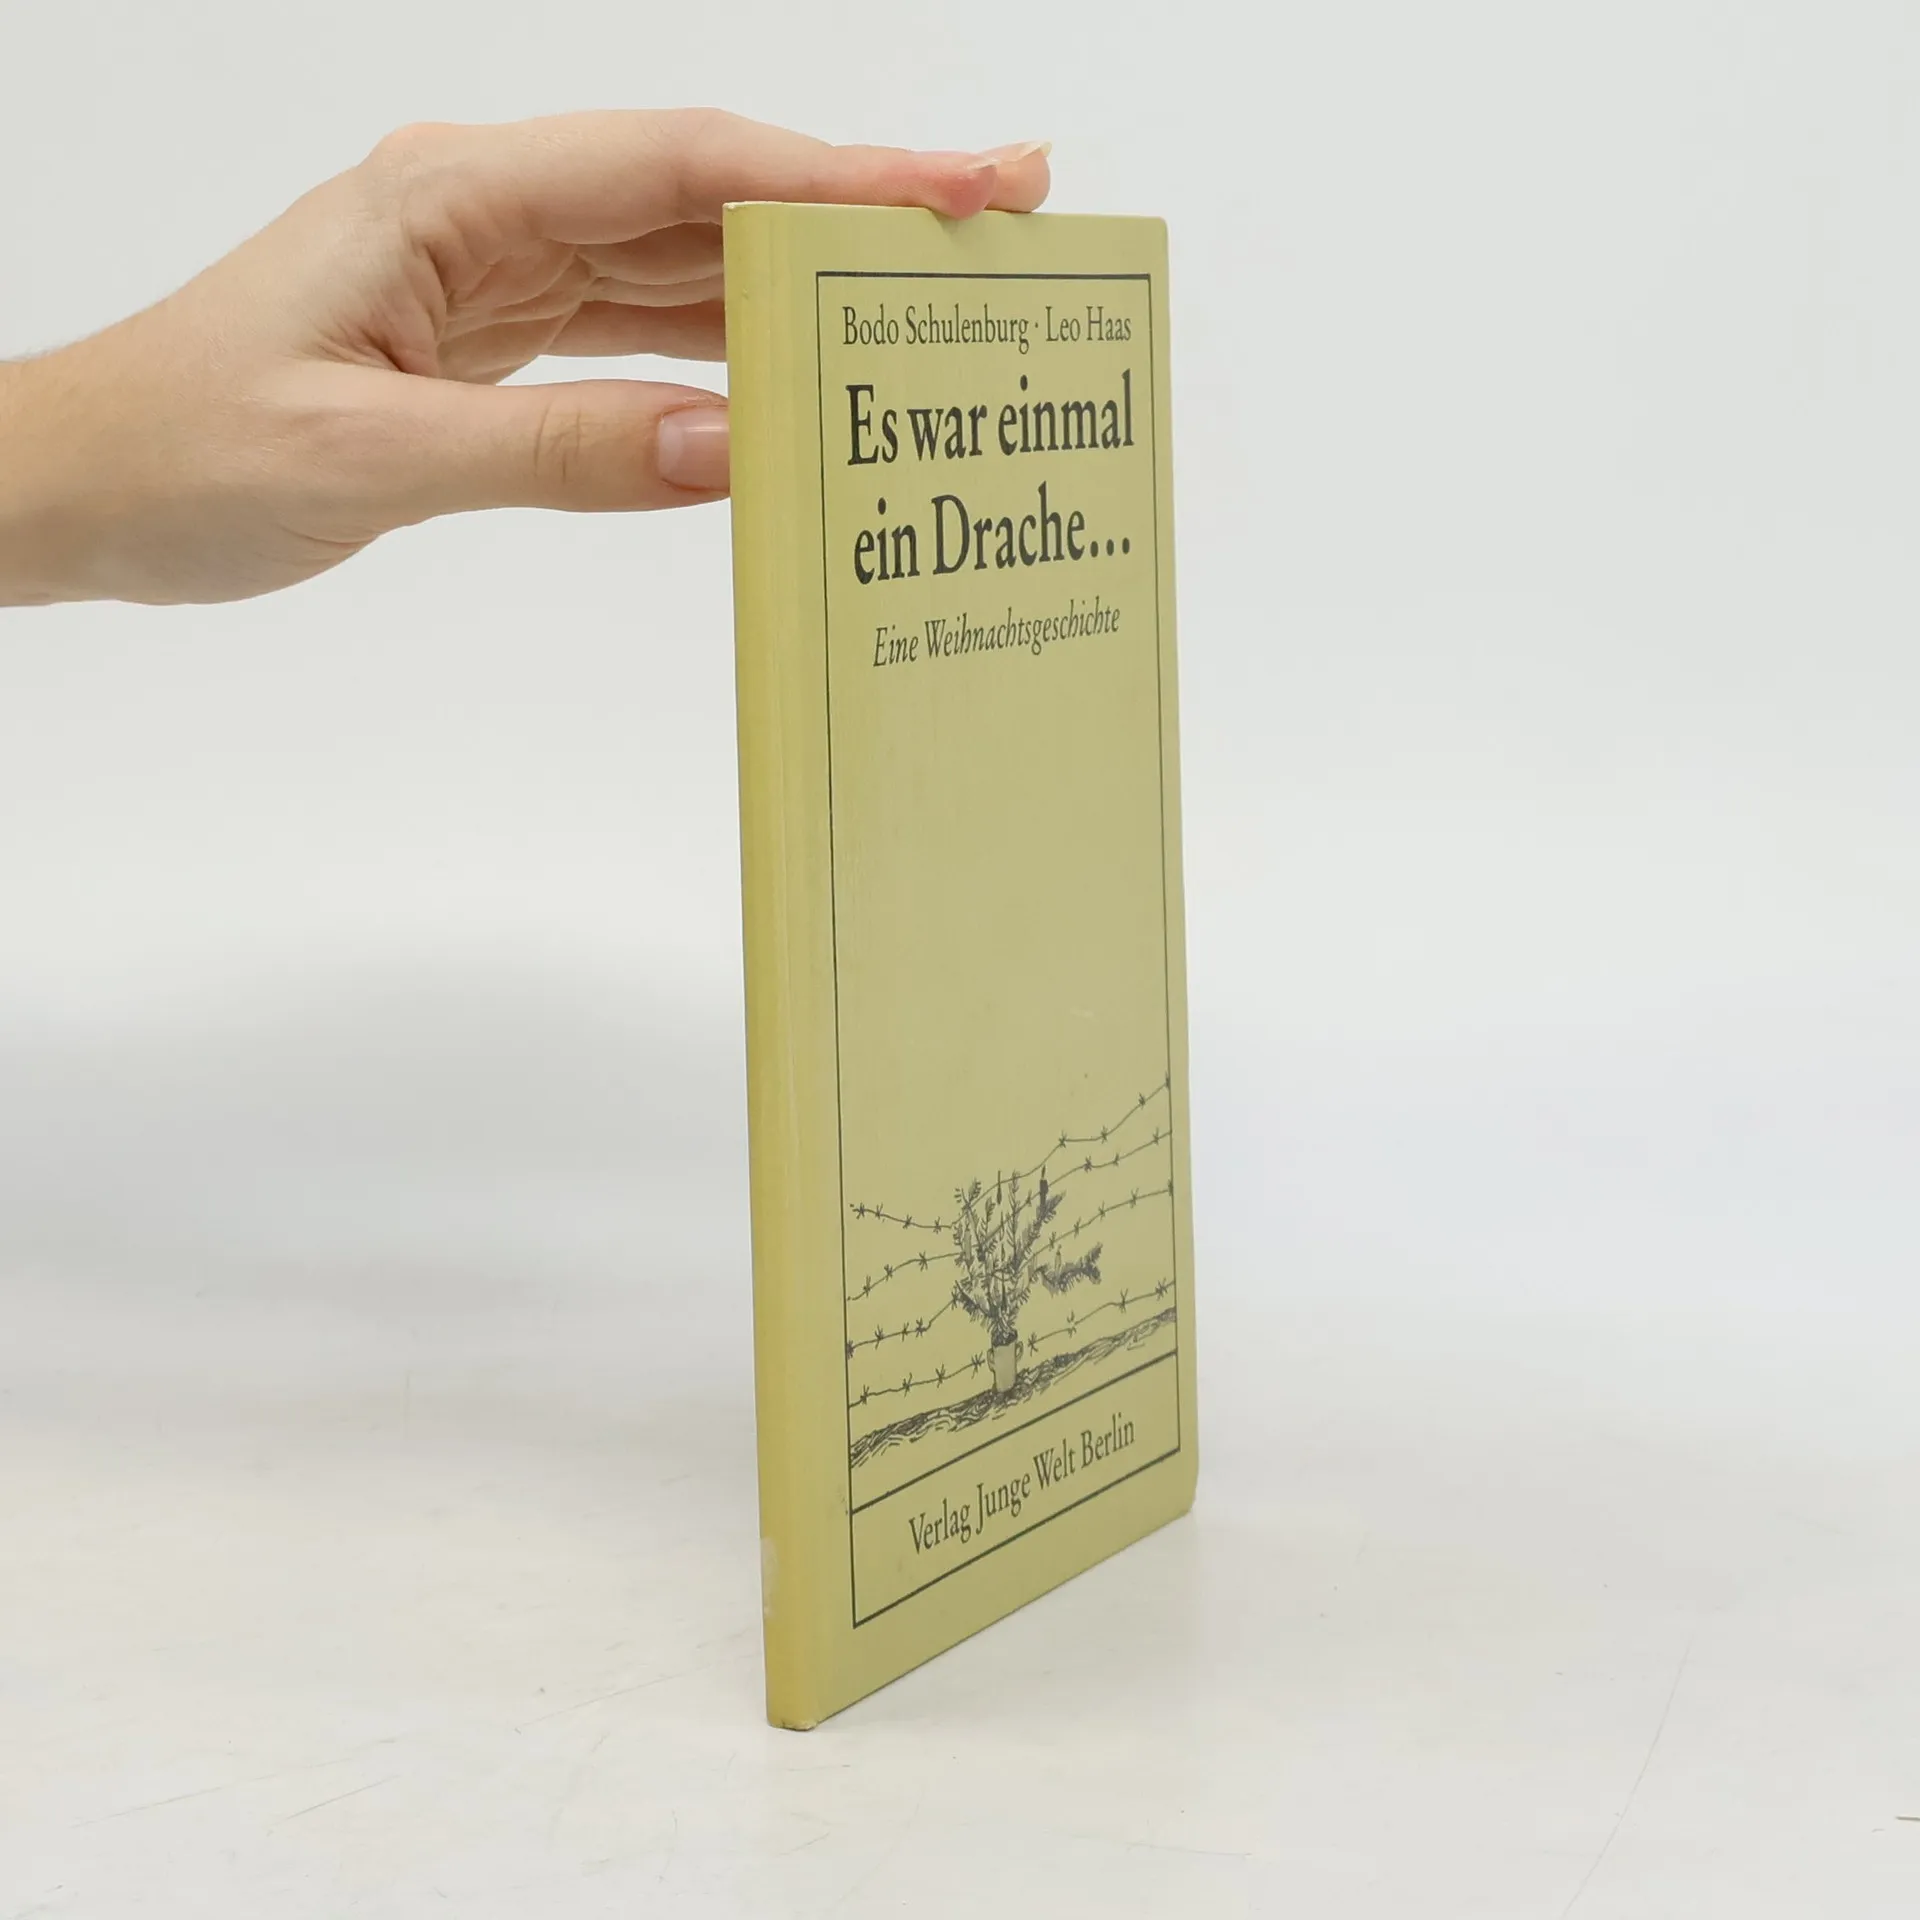 Bodo Schulenburg · Leo Haas
Es war einmal
ein Drache...
Eine Weihnachtsgeschichte
Verlag Junge Welt Berlin